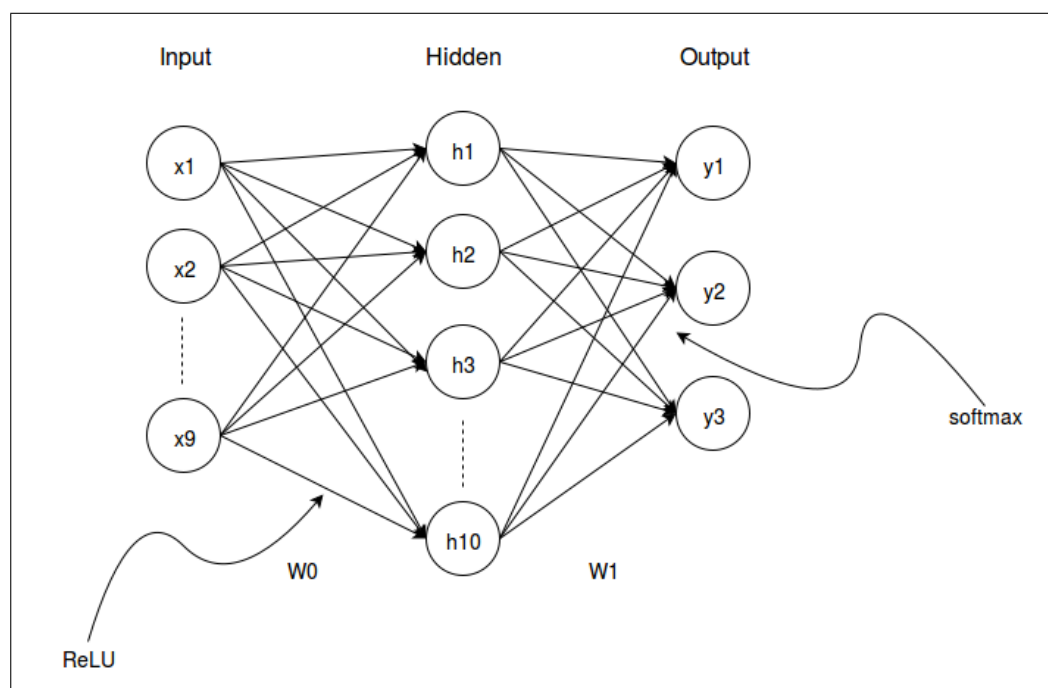 Input Hidden Output
x1 h1 y1
x2 h2 y2
h3
x9 y3
softmax
h10
W0 W1
ReLU